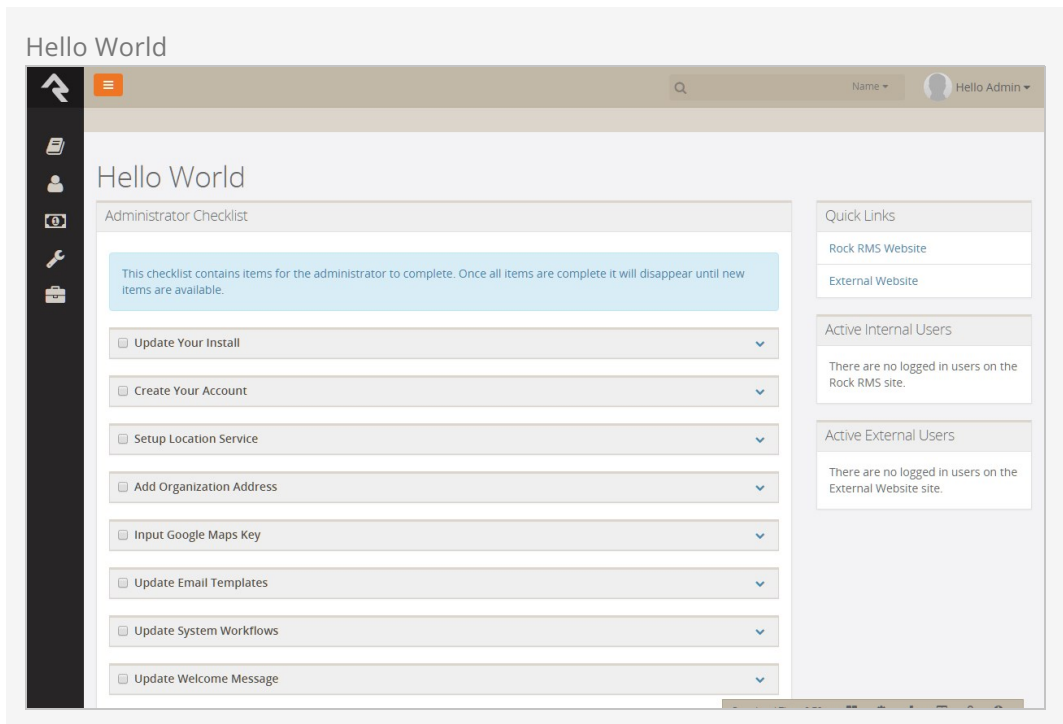 Hello World
Name
Hello Admin
Hello World
Administrator Checklist
This checklist contains items for the administrator to complete. Once all items are complete it will disappear until new
items are available.
Update Your Install
Create Your Account
Setup Location Service
Add Organization Address
Input Google Maps Key
Update Email Templates
Update System Workflows
Update Welcome Message
Quick Links
Rock RMS Website
External Website
Active Internal Users
There are no logged in users on the
Rock RMS site.
Active External Users
There are no logged in users on the
External Website site.